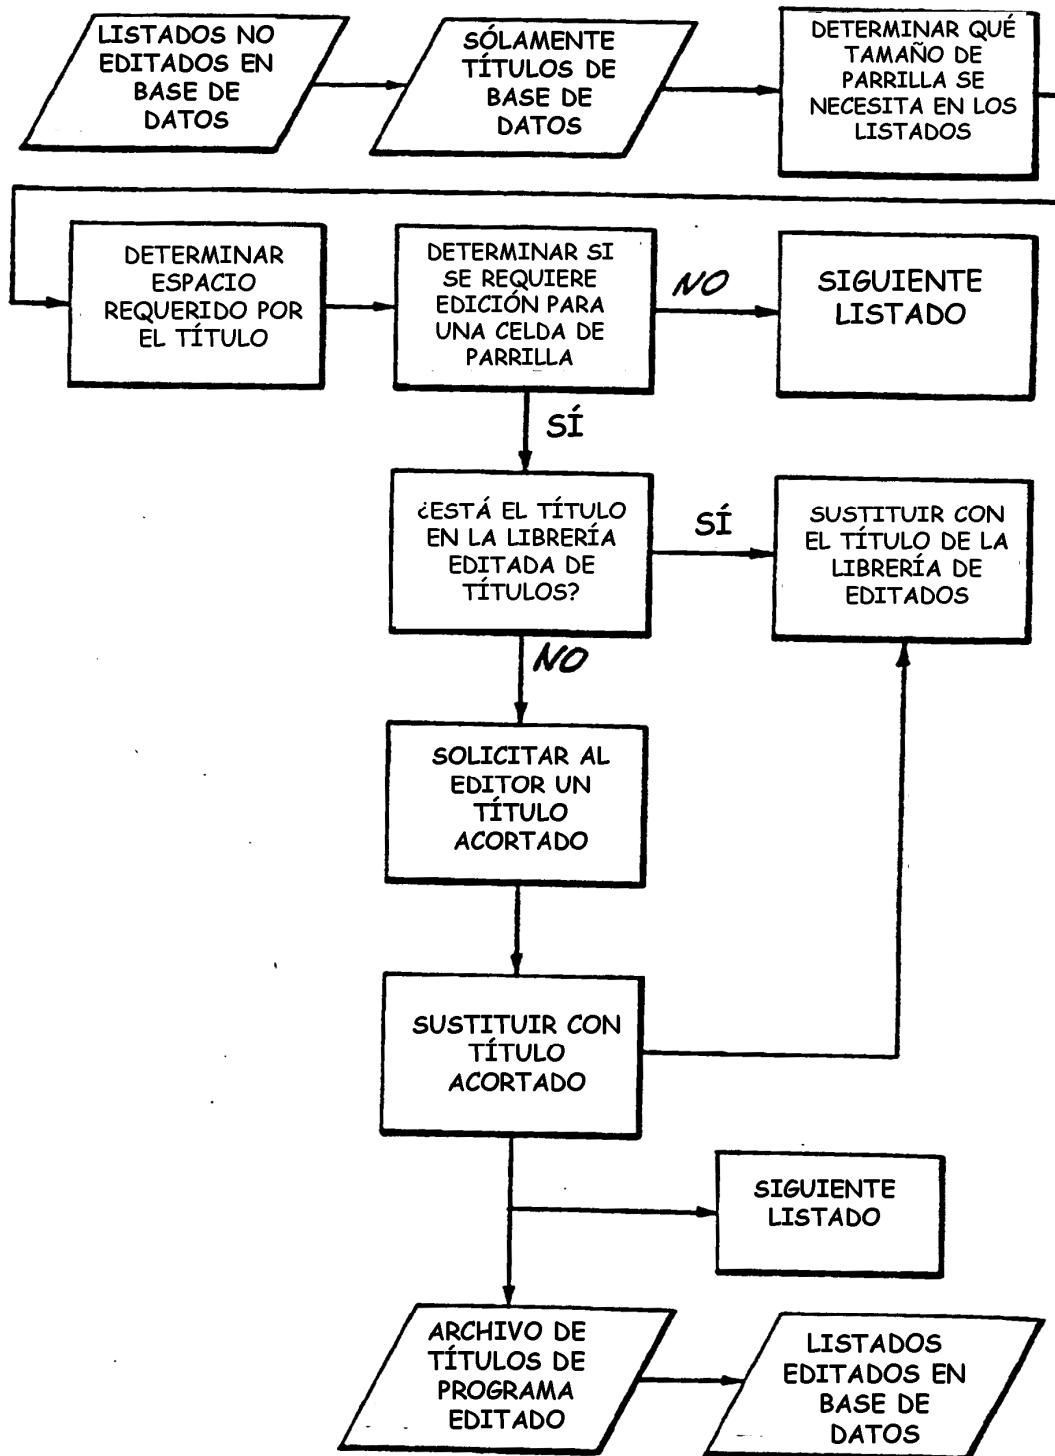 LISTADOS NO
EDITADOS EN
BASE DE
DATOS
SÓLAMENTE
TÍTULOS DE
BASE DE
DATOS
DETERMINAR QUÉ
TAMAÑO DE
PARRILLA SE
NECESITA EN LOS
LISTADOS
DETERMINAR
ESPACIO
REQUERIDO POR
EL TÍTULO
DETERMINAR SI
SE REQUIERE
EDICIÓN PARA
UNA CELDA DE
PARRILLA
NO
SIGUIENTE
LISTADO
SÍ
¿ESTÁ EL TÍTULO
EN LA LIBRERÍA
EDITADA DE
TÍTULOS?
SÍ
SUSTITUIR CON
EL TÍTULO DE LA
LIBRERÍA DE
EDITADOS
NO
SOLICITAR AL
EDITOR UN
TÍTULO
ACORTADO
SUSTITUIR CON
TÍTULO
ACORTADO
SIGUIENTE
LISTADO
ARCHIVO DE
TÍTULOS DE
PROGRAMA
EDITADO
LISTADOS
EDITADOS EN
BASE DE
DATOS